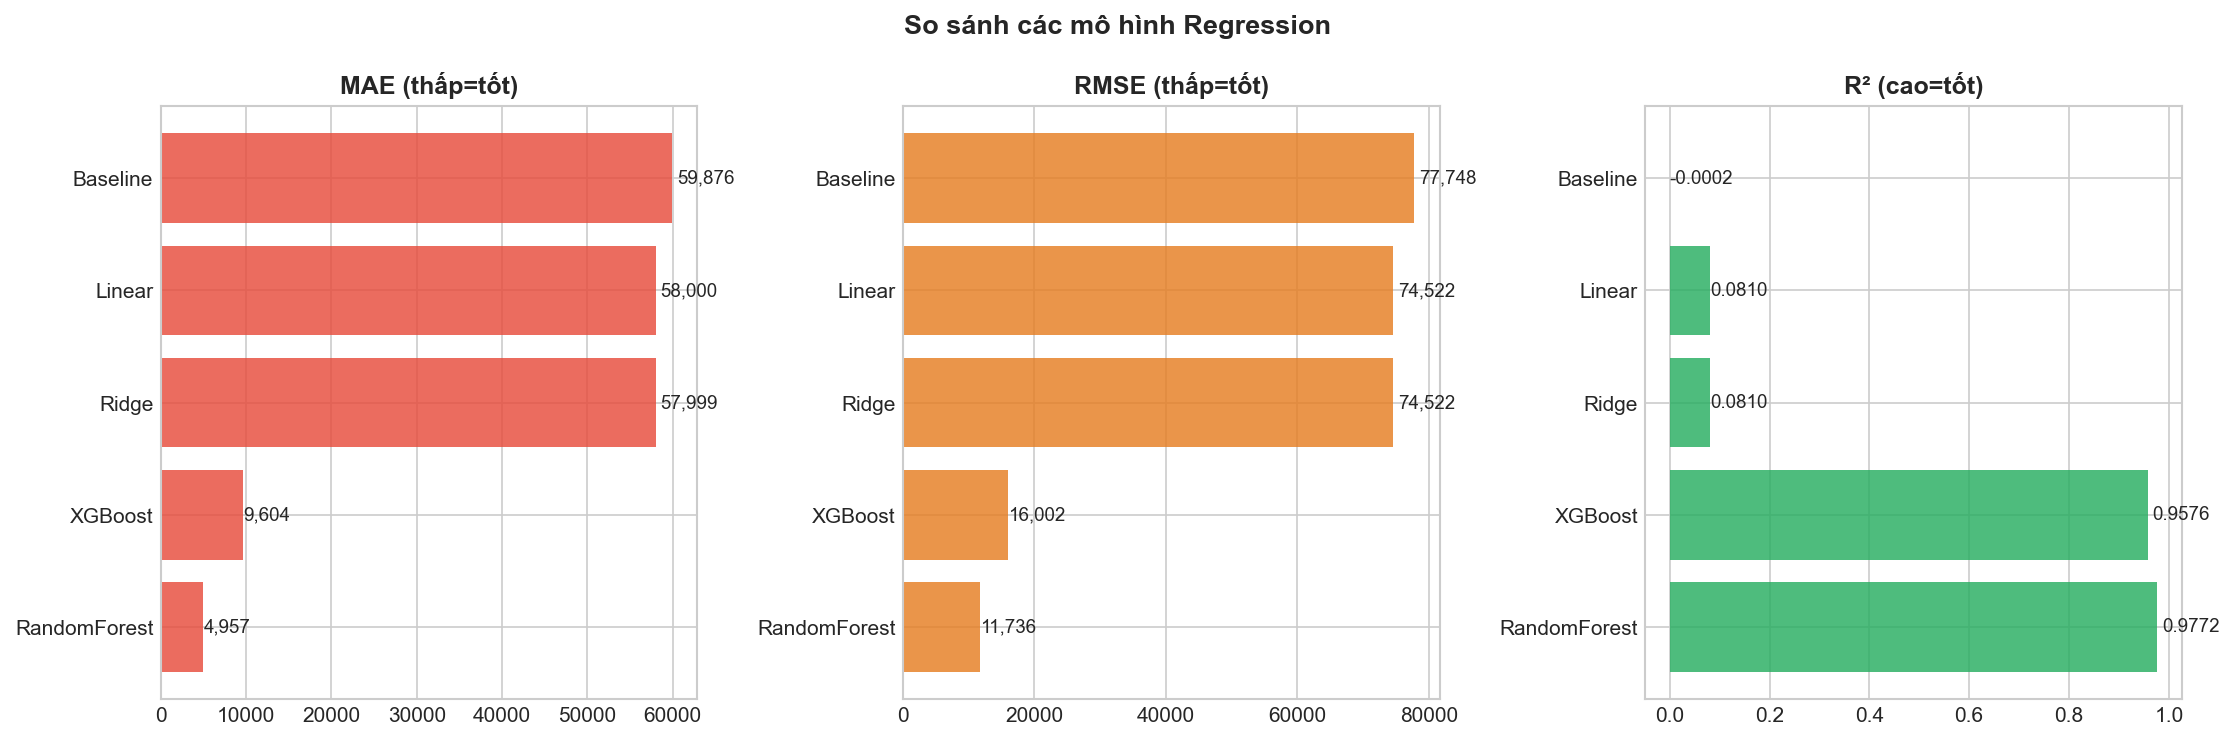 So sánh các mô hình Regression
MAE (thấp=tốt)
Baseline
59,876
Linear
58,000
Ridge
57,999
XGBoost
9,604
RandomForest
4,957
0 10000 20000 30000 40000 50000 60000
RMSE (thấp=tốt)
Baseline
77,748
Linear
74,522
Ridge
74,522
XGBoost
16,002
RandomForest
11,736
0 20000 40000 60000 80000
R² (cao=tốt)
Baseline
-0.0002
Linear
0.0810
Ridge
0.0810
XGBoost
0.9576
RandomForest
0.9772
0.0 0.2 0.4 0.6 0.8 1.0